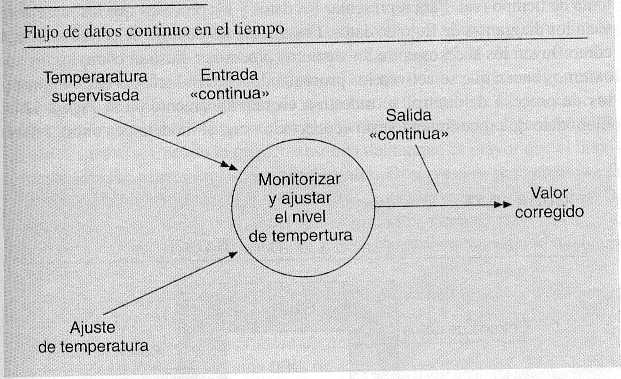 Flujo de datos continuo en el tiempo
Temperaratura
supervisada
Entrada
«continua»
Salida
«continua»
Monitorizar
y ajustar
el nivel
de tempertura
Valor
corregido
Ajuste
de temperatura